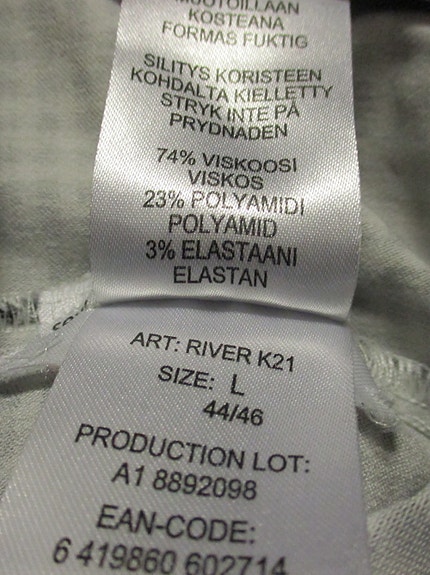 MUOTOILLAAN
KOSTEANA
FORMAS FUKTIG
SILITYS KORISTEEN
KOHDALTA KIELLETTY
STRYK INTE PÅ
PRYDNADEN
74% VISKOOSI
VISKOS
23% POLYAMIDI
POLYAMID
3% ELASTAANI
ELASTAN
ART: RIVER K21
SIZE: L
44/46
PRODUCTION LOT:
A1 8892098
EAN-CODE:
6 419860 602714